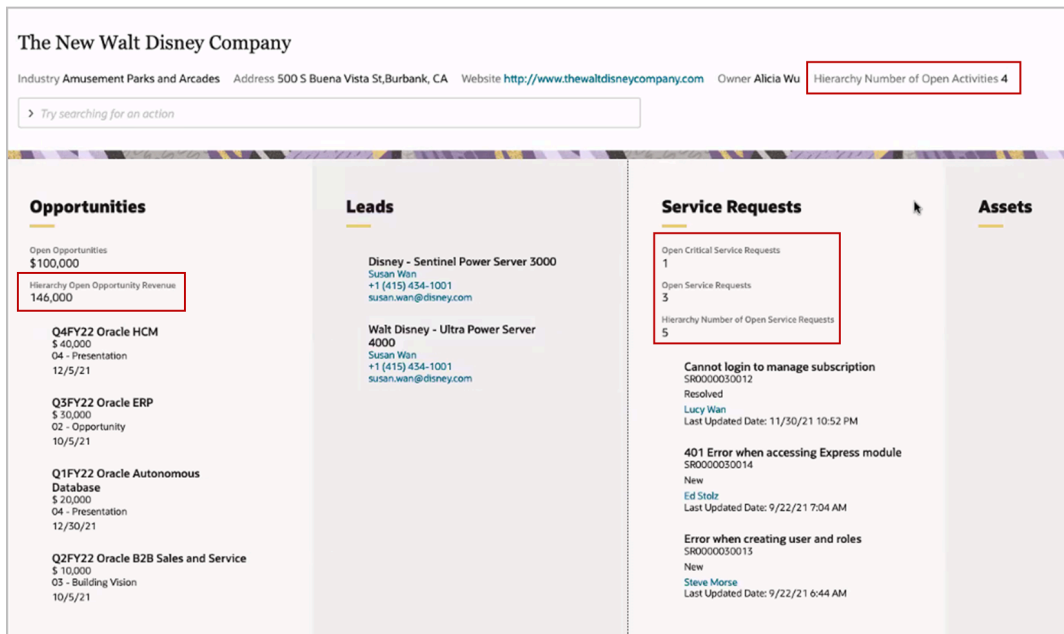 The New Walt Disney Company
Industry Amusement Parks and Arcades Address 500 S Buena Vista St,Burbank, CA Website http://www.thewaltdisneycompany.com Owner Alicia Wu Hierarchy Number of Open Activities 4
> Try searching for an action
Opportunities
Open Opportunities
$100,000
Hierarchy Open Opportunity Revenue
146,000
Q4FY22 Oracle HCM
$ 40,000
04 - Presentation
12/5/21
Q3FY22 Oracle ERP
$ 30,000
02 - Opportunity
10/5/21
Q1FY22 Oracle Autonomous
Database
$ 20,000
04 - Presentation
12/30/21
Q2FY22 Oracle B2B Sales and Service
$ 10,000
03 - Building Vision
10/5/21
Leads
Disney - Sentinel Power Server 3000
Susan Wan
+1 (415) 434-1001
susan.wan@disney.com
Walt Disney - Ultra Power Server
4000
Susan Wan
+1 (415) 434-1001
susan.wan@disney.com
Service Requests
Open Critical Service Requests
1
Open Service Requests
3
Hierarchy Number of Open Service Requests
5
Cannot login to manage subscription
SR0000030012
Resolved
Lucy Wan
Last Updated Date: 11/30/21 10:52 PM
401 Error when accessing Express module
SR0000030014
New
Ed Stolz
Last Updated Date: 9/22/21 7:04 AM
Error when creating user and roles
SR0000030013
New
Steve Morse
Last Updated Date: 9/22/21 6:44 AM
Assets